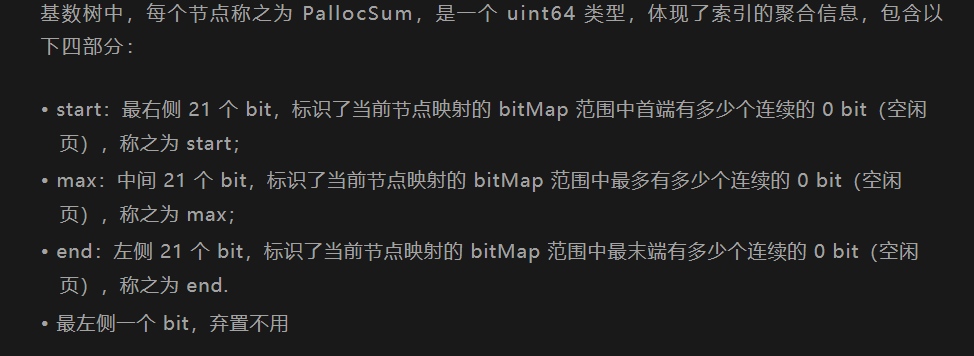 基数树中，每个节点称之为 PallocSum，是一个 uint64 类型，体现了索引的聚合信息，包含以
下四部分：
• start：最右侧 21 个 bit，标识了当前节点映射的 bitMap 范围中首端有多少个连续的 0 bit（空闲
页），称之为 start；
• max：中间 21 个 bit，标识了当前节点映射的 bitMap 范围中最多有多少个连续的 0 bit（空闲
页），称之为 max；
• end：左侧 21 个 bit，标识了当前节点映射的 bitMap 范围中最末端有多少个连续的 0 bit（空闲
页），称之为 end.
• 最左侧一个 bit，弃置不用